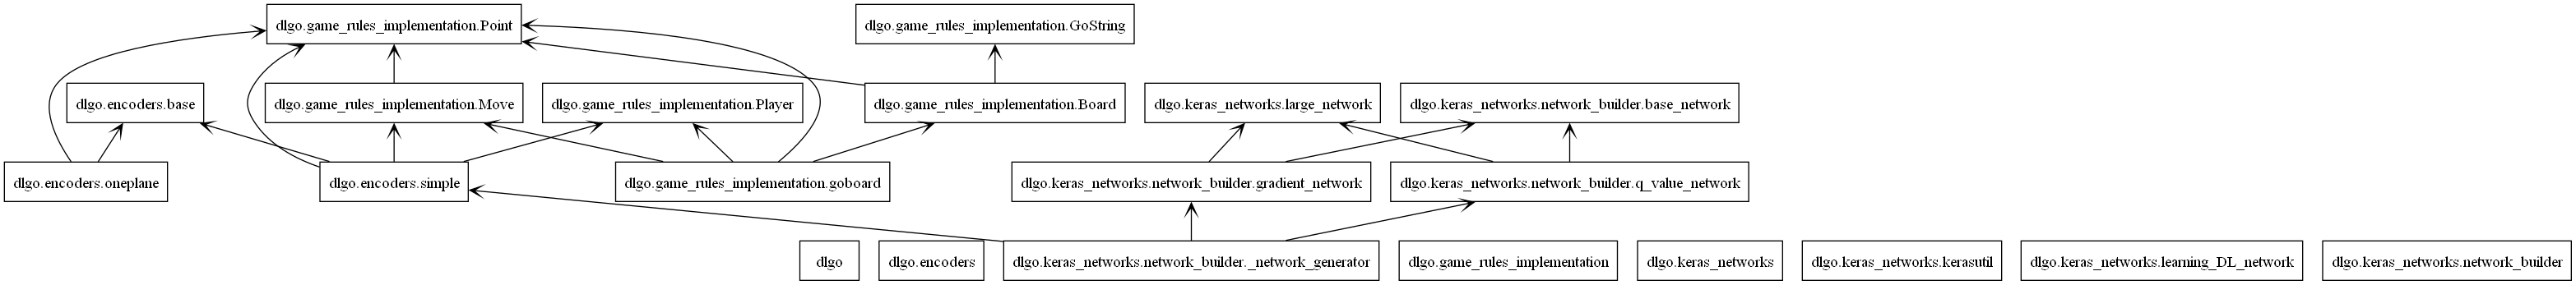 dlgo.game_rules_implementation.Point
dlgo.game_rules_implementation.GoString
dlgo.encoders.base
dlgo.game_rules_implementation.Move
dlgo.game_rules_implementation.Player
dlgo.game_rules_implementation.Board
dlgo.keras_networks.large_network
dlgo.keras_networks.network_builder.base_network
dlgo.encoders.oneplane
dlgo.encoders.simple
dlgo.game_rules_implementation.goboard
dlgo.keras_networks.network_builder.gradient_network
dlgo.keras_networks.network_builder.q_value_network
dlgo
dlgo.encoders
dlgo.keras_networks.network_builder._network_generator
dlgo.game_rules_implementation
dlgo.keras_networks
dlgo.keras_networks.kerasutil
dlgo.keras_networks.learning_DL_network
dlgo.keras_networks.network_builder